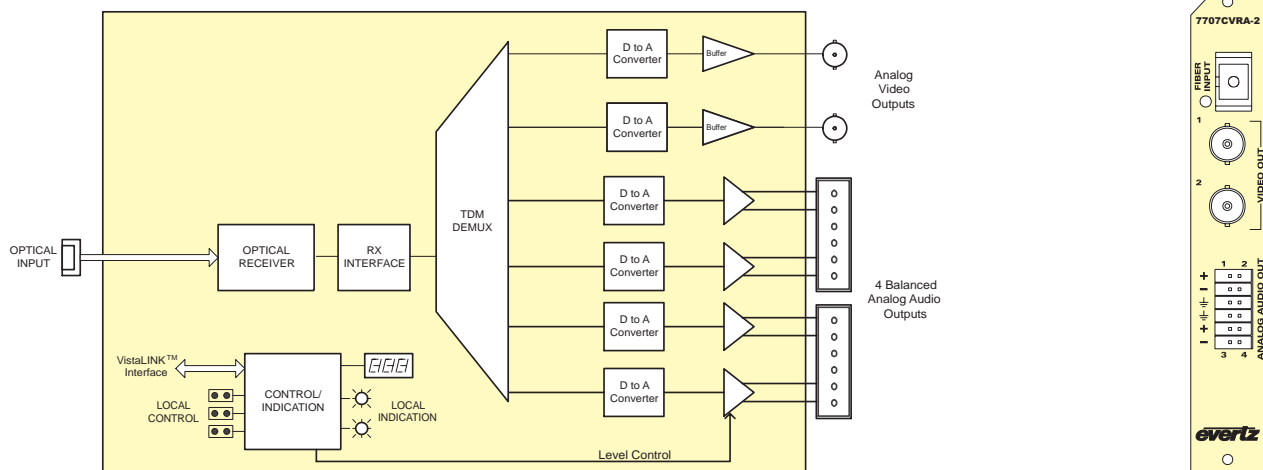 D to A
Converter
Buffer
Analog
Video
Outputs
D to A
Converter
Buffer
D to A
Converter
TDM
DEMUX
OPTICAL
INPUT
OPTICAL
RECEIVER
RX
INTERFACE
D to A
Converter
4 Balanced
Analog Audio
Outputs
D to A
Converter
VistaLINK™
Interface
LOCAL
CONTROL
CONTROL/
INDICATION
LOCAL
INDICATION
D to A
Converter
Level Control
7707CVRA-2
FIBER
INPUT
1
2
VIDEO OUT
1 2
+
−
+
−
3 4
ANALOG AUDIO OUT
evertz